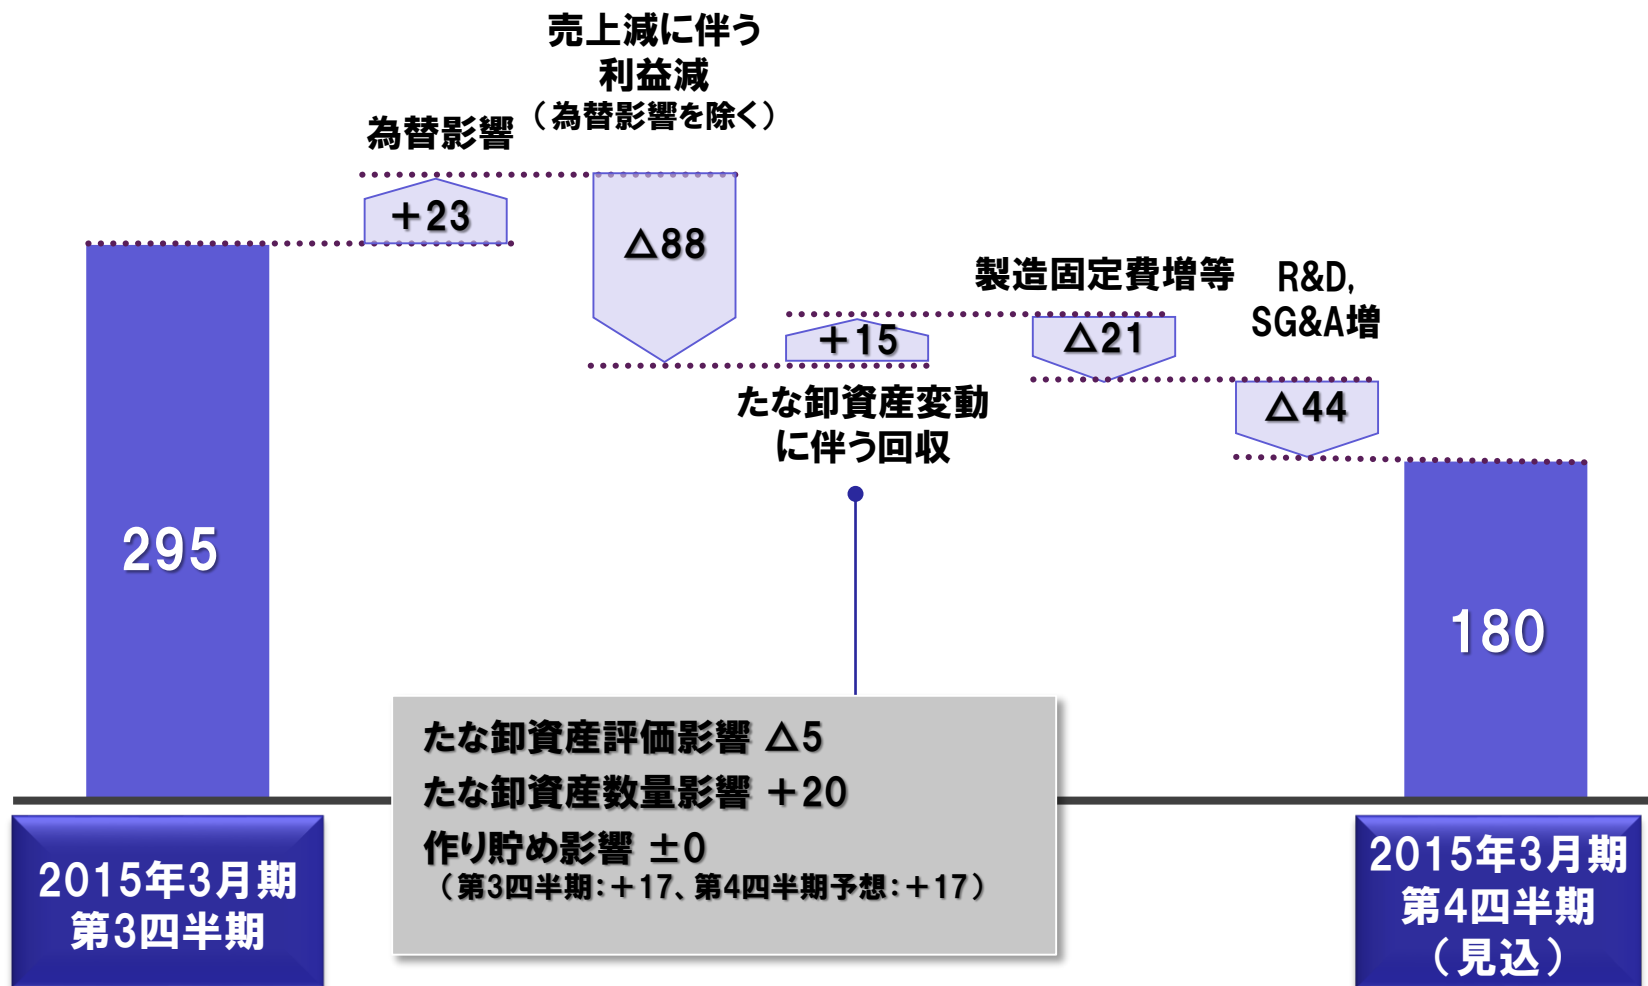 売上減に伴う
利益減
（為替影響を除く）
為替影響
＋23
△88
製造固定費増等
R&D,
SG&A増
＋15
△21
△44
たな卸資産変動
に伴う回収
295
180
たな卸資産評価影響 △5
たな卸資産数量影響 ＋20
作り貯め影響 ±0
（第3四半期：＋17、第4四半期予想：＋17）
2015年3月期
第3四半期
2015年3月期
第4四半期
（見込）